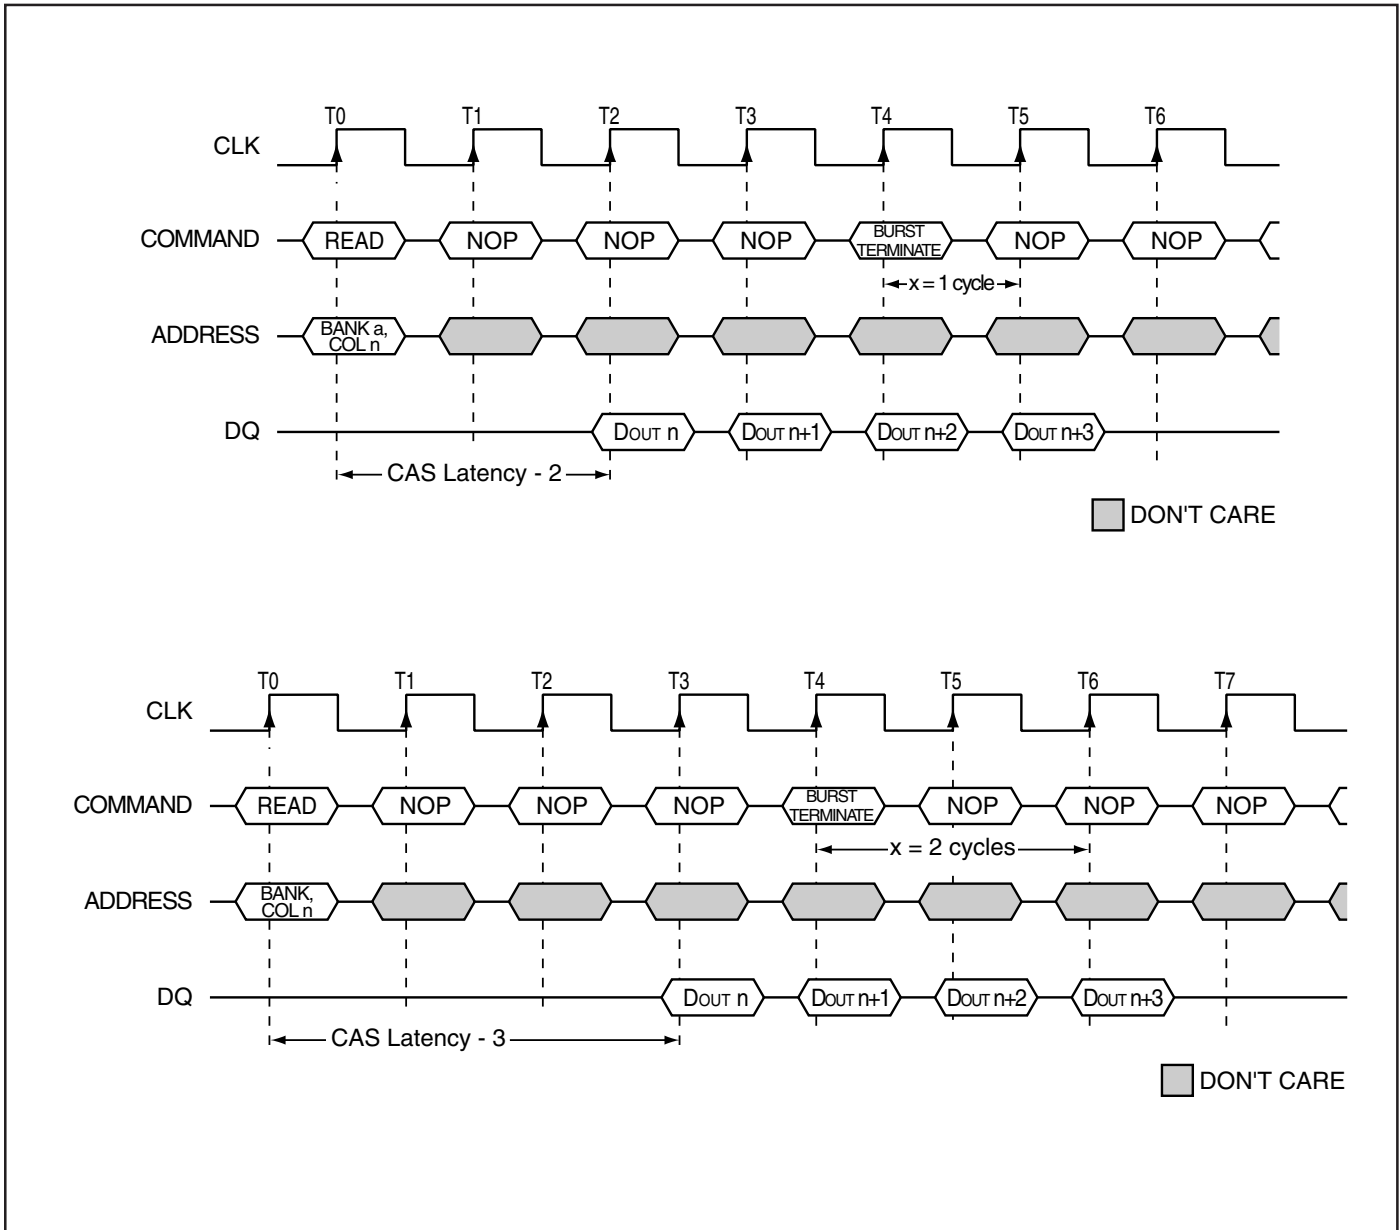 T0 T1 T2 T3 T4 T5 T6
CLK
COMMAND READ NOP NOP NOP BURST TERMINATE NOP NOP
x = 1 cycle
ADDRESS BANK a, COL n
DQ DOUT n DOUT n+1 DOUT n+2 DOUT n+3
CAS Latency - 2
DON'T CARE
T0 T1 T2 T3 T4 T5 T6 T7
CLK
COMMAND READ NOP NOP NOP BURST TERMINATE NOP NOP NOP
x = 2 cycles
ADDRESS BANK, COL n
DQ DOUT n DOUT n+1 DOUT n+2 DOUT n+3
CAS Latency - 3
DON'T CARE